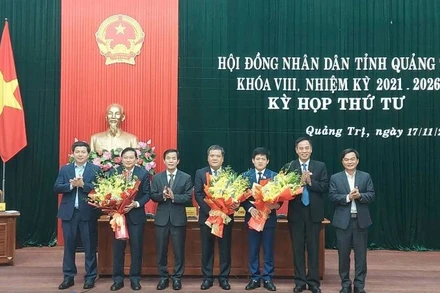 HỘI ĐỒNG NHÂN DÂN TỈNH QUẢNG
KHÓA VIII, NHIỆM KỲ 2021 - 2026
KỲ HỌP THỨ TƯ
Quảng Trị, ngày 17/11/2